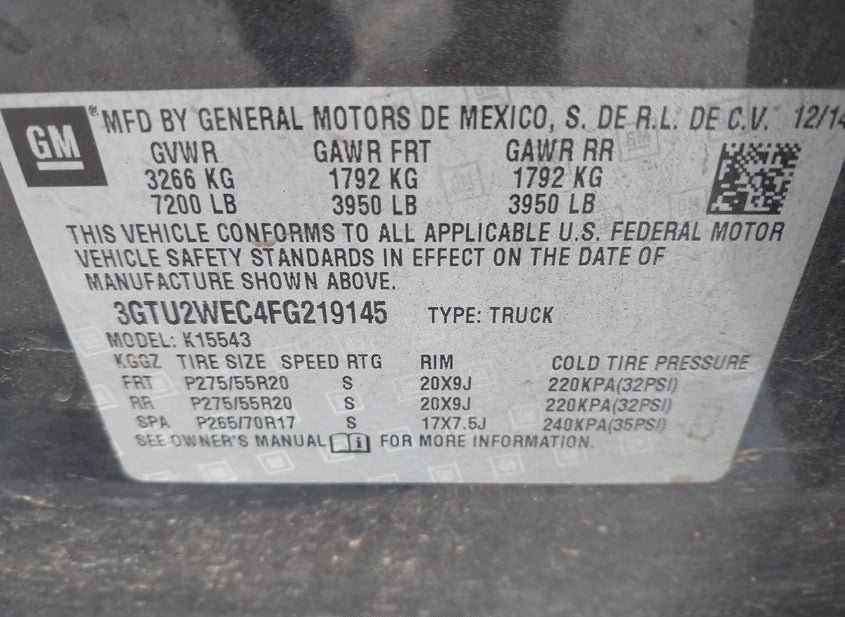 GM
® MFD BY GENERAL MOTORS DE MEXICO, S. DE R.L. DE C.V. 12/14
GVWR GAWR FRT GAWR RR
3266 KG 1792 KG 1792 KG
7200 LB 3950 LB 3950 LB
THIS VEHICLE CONFORMS TO ALL APPLICABLE U.S. FEDERAL MOTOR
VEHICLE SAFETY STANDARDS IN EFFECT ON THE DATE OF
MANUFACTURE SHOWN ABOVE.
3GTU2WEC4FG219145 TYPE: TRUCK
MODEL: K15543
KGGZ TIRE SIZE SPEED RTG RIM COLD TIRE PRESSURE
FRT P275/55R20 S 20X9J 220KPA(32PSI)
RR P275/55R20 S 20X9J 220KPA(32PSI)
SPA P265/70R17 S 17X7.5J 240KPA(35PSI)
SEE OWNER'S MANUAL i FOR MORE INFORMATION.